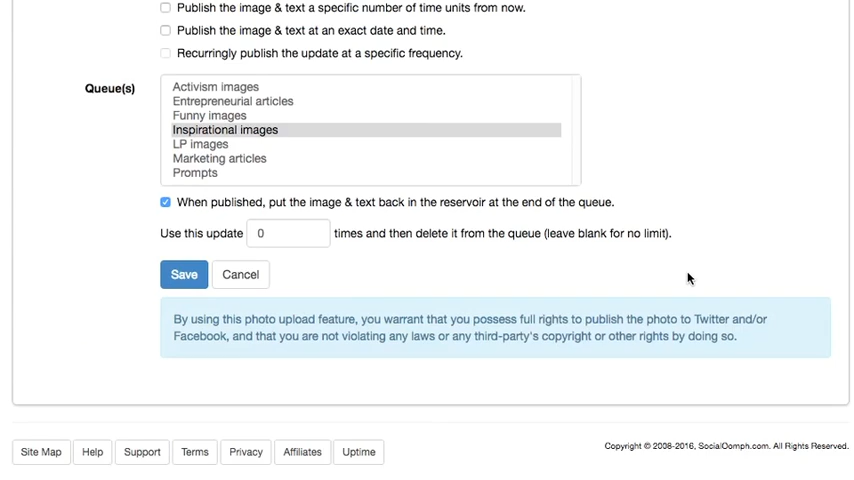 Publish the image & text a specific number of time units from now.
Publish the image & text at an exact date and time.
Recurringly publish the update at a specific frequency.
Queue(s)
Activism images
Entrepreneurial articles
Funny images
Inspirational images
LP images
Marketing articles
Prompts
When published, put the image & text back in the reservoir at the end of the queue.
Use this update 0 times and then delete it from the queue (leave blank for no limit).
Save Cancel
By using this photo upload feature, you warrant that you possess full rights to publish the photo to Twitter and/or
Facebook, and that you are not violating any laws or any third-party's copyright or other rights by doing so.
Site Map Help Support Terms Privacy Affiliates Uptime
Copyright © 2008-2016, SocialOomph.com. All Rights Reserved.